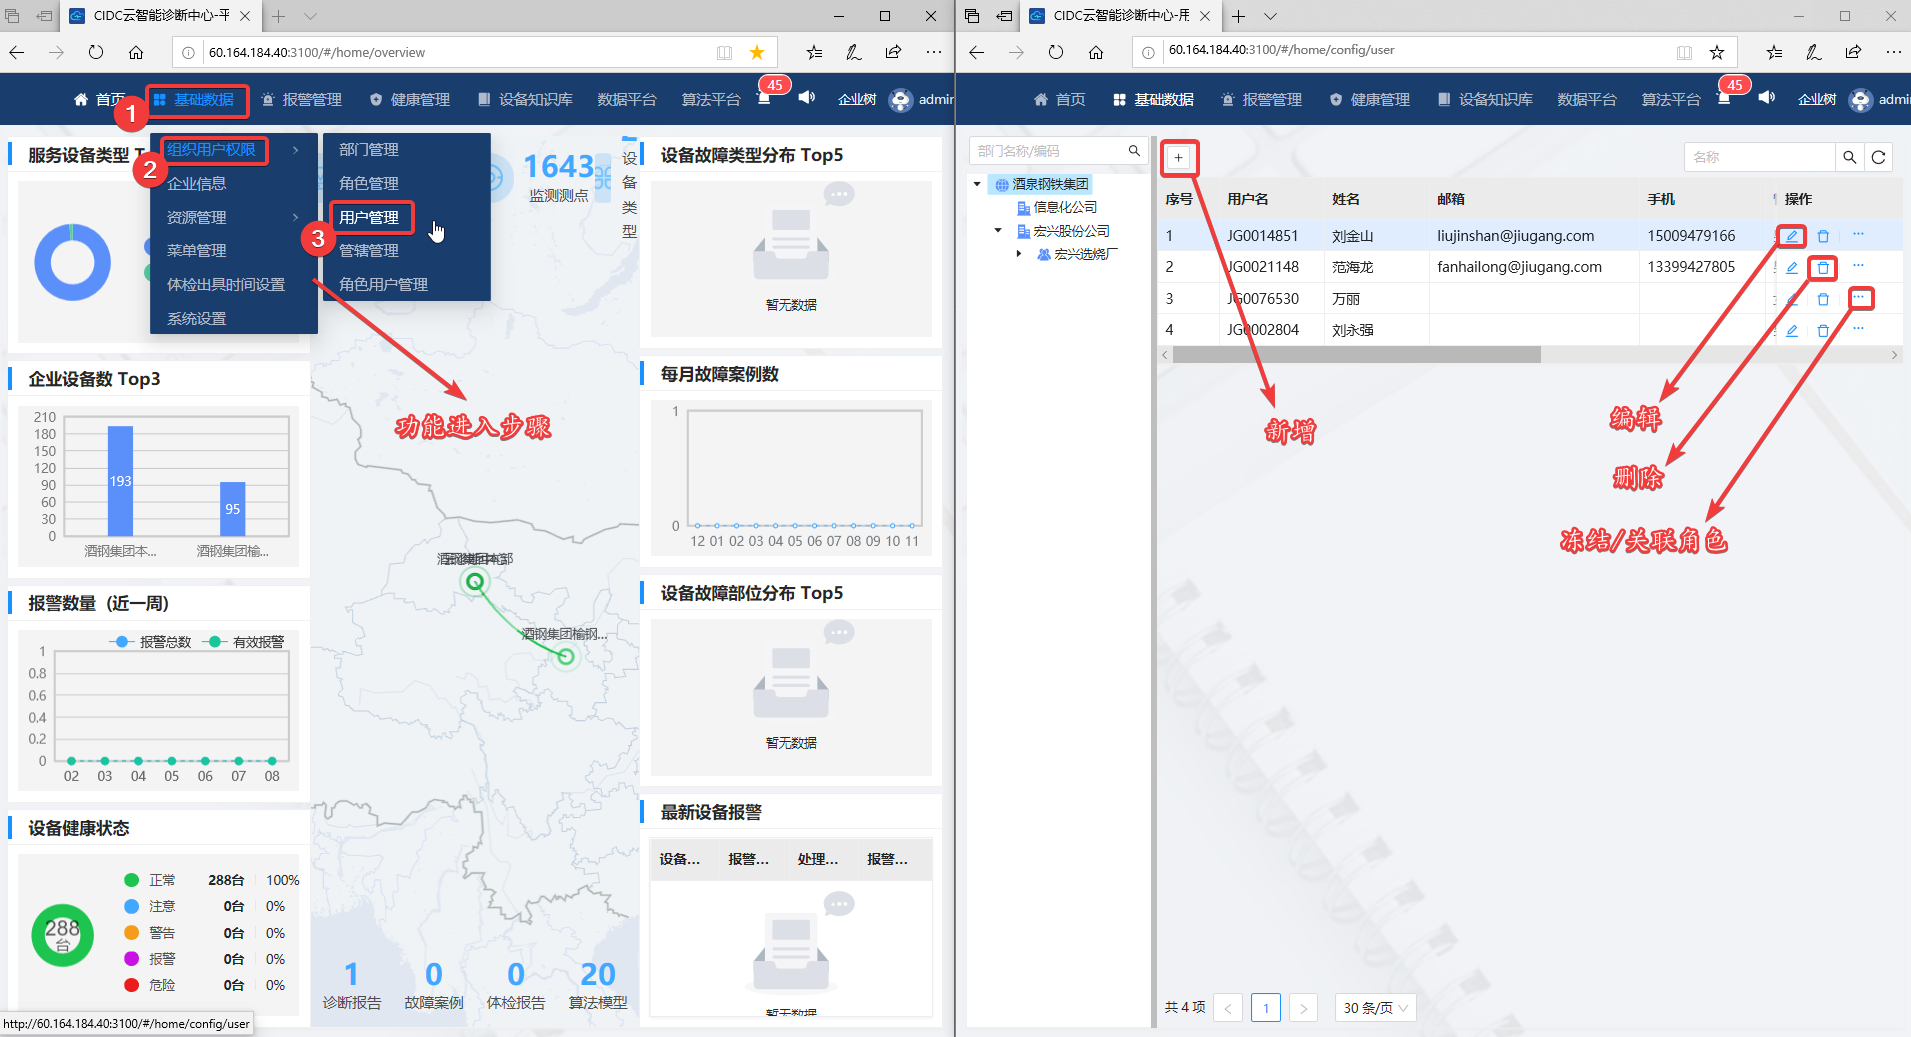 CIDC云智能诊断中心-平
60.164.184.40:3100/#/home/overview
首页
基础数据
报警管理
健康管理
设备知识库
数据平台
算法平台
45
企业树
admin
1
组织用户权限
2
企业信息
资源管理
菜单管理
体检出具时间设置
系统设置
部门管理
角色管理
用户管理
3
管辖管理
角色用户管理
功能进入步骤
服务设备类型 T
1643
监测测点
设备类型
企业设备数 Top3
210
180
150
120
90
60
30
0
193
95
酒钢集团本...
酒钢集团榆...
报警数量（近一周）
报警总数
有效报警
1
0.8
0.6
0.4
0.2
0
02 03 04 05 06 07 08
设备健康状态
288
台
正常 288台 100%
注意 0台 0%
警告 0台 0%
报警 0台 0%
危险 0台 0%
酒钢集团榆钢...
1
诊断报告
0
故障案例
0
体检报告
20
算法模型
设备故障类型分布 Top5
暂无数据
每月故障案例数
1
0
12 01 02 03 04 05 06 07 08 09 10 11
设备故障部位分布 Top5
暂无数据
最新设备报警
设备... 报警... 处理... 报警...
暂无数据
http://60.164.184.40:3100/#/home/config/user
CIDC云智能诊断中心-用
60.164.184.40:3100/#/home/config/user
首页
基础数据
报警管理
健康管理
设备知识库
数据平台
算法平台
45
企业树
admin
部门名称/编码
酒泉钢铁集团
信息化公司
宏兴股份公司
宏兴选烧厂
名称
序号 用户名 姓名 邮箱 手机 操作
1 JG0014851 刘金山 liujinshan@jiugang.com 15009479166
2 JG0021148 范海龙 fanhailong@jiugang.com 13399427805
3 JG0076530 万丽
4 JG0002804 刘永强
新增
编辑
删除
冻结/关联角色
共 4 项
1
30 条/页